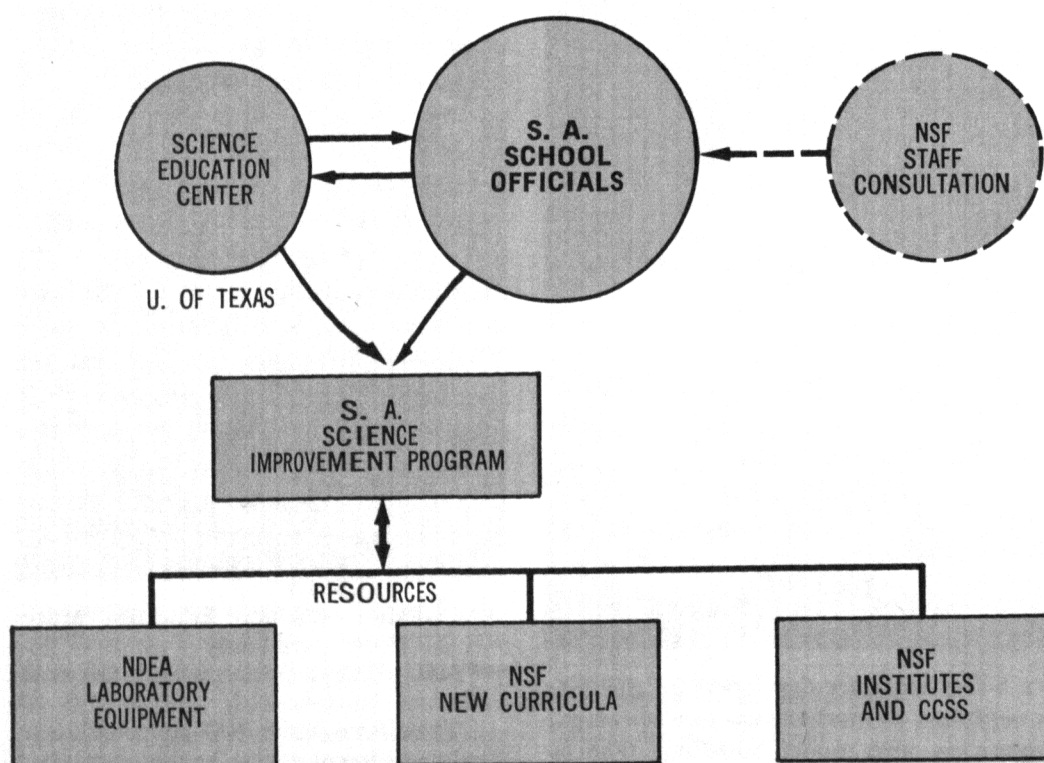 SCIENCE
EDUCATION
CENTER
S. A.
SCHOOL
OFFICIALS
NSF
STAFF
CONSULTATION
U. OF TEXAS
S. A.
SCIENCE
IMPROVEMENT PROGRAM
RESOURCES
NDEA
LABORATORY
EQUIPMENT
NSF
NEW CURRICULA
NSF
INSTITUTES
AND CCSS